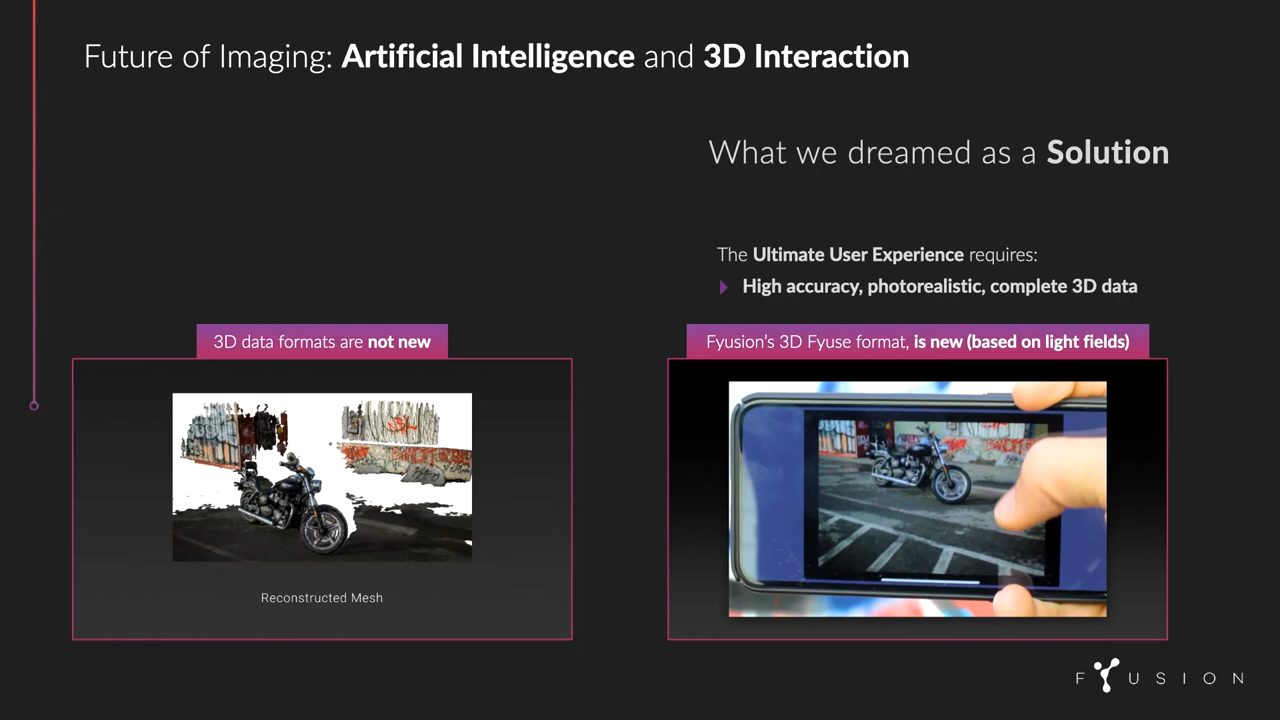 Future of Imaging: Artificial Intelligence and 3D Interaction
What we dreamed as a Solution
The Ultimate User Experience requires:
High accuracy, photorealistic, complete 3D data
3D data formats are not new
Reconstructed Mesh
Fyusion’s 3D Fyuse format, is new (based on light fields)
FYUSION